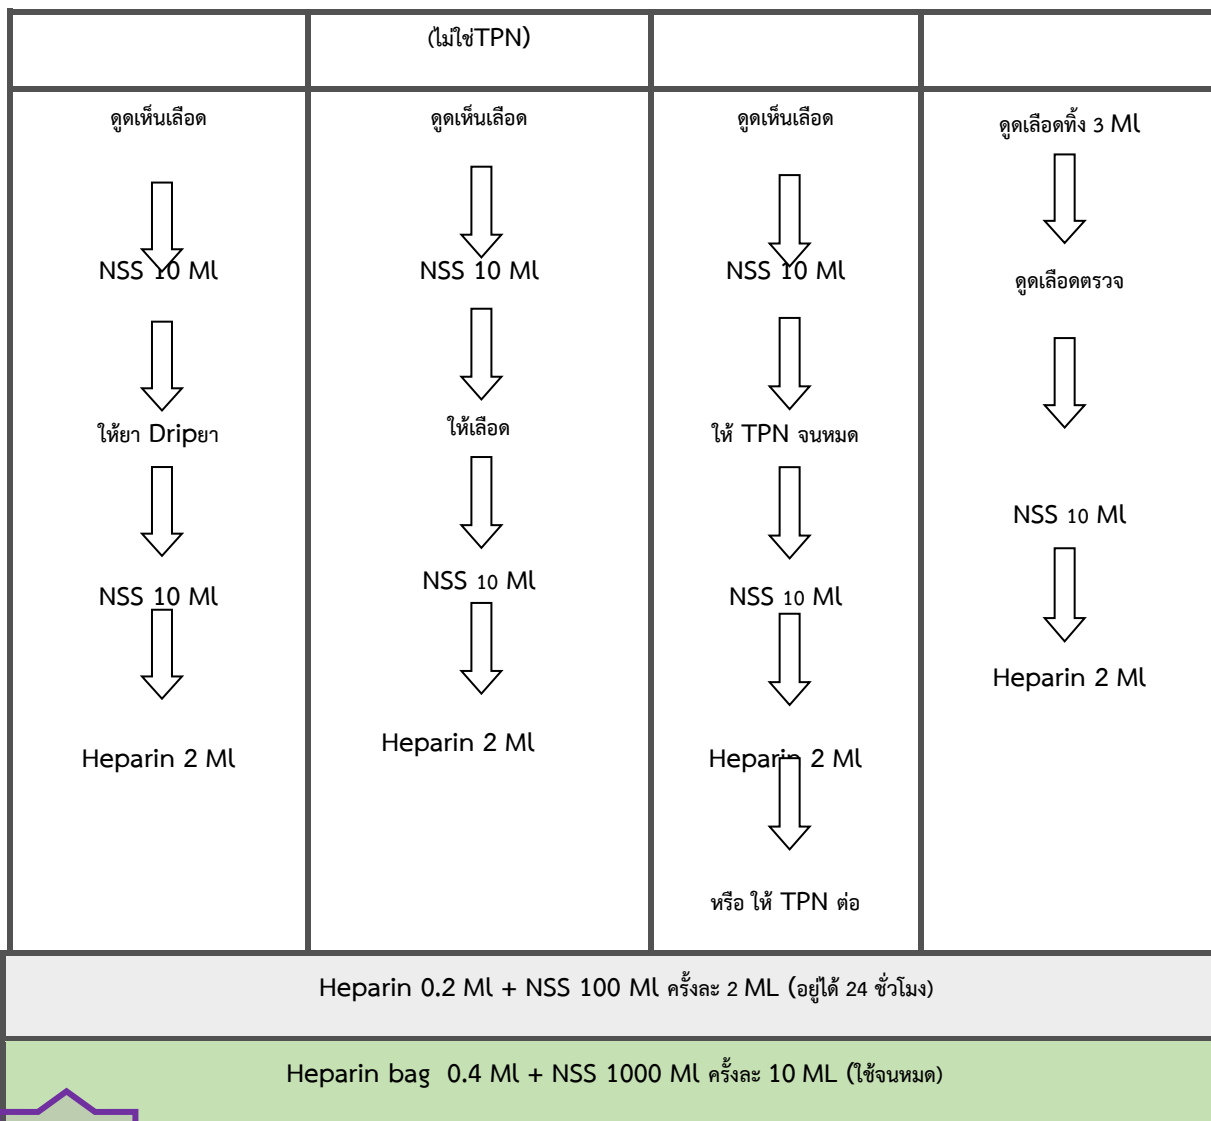 (ไม่ใช่TPN)
ดูดเห็นเลือด
NSS 10 Ml
ให้ยา Dripยา
NSS 10 Ml
Heparin 2 Ml
ดูดเห็นเลือด
NSS 10 Ml
ให้เลือด
NSS 10 Ml
Heparin 2 Ml
ดูดเห็นเลือด
NSS 10 Ml
ให้ TPN จนหมด
NSS 10 Ml
Heparin 2 Ml
หรือ ให้ TPN ต่อ
ดูดเลือดทิ้ง 3 Ml
ดูดเลือดตรวจ
NSS 10 Ml
Heparin 2 Ml
Heparin 0.2 Ml + NSS 100 Ml ครั้งละ 2 ML (อยู่ได้ 24 ชั่วโมง)
Heparin bag 0.4 Ml + NSS 1000 Ml ครั้งละ 10 ML (ใช้จนหมด)